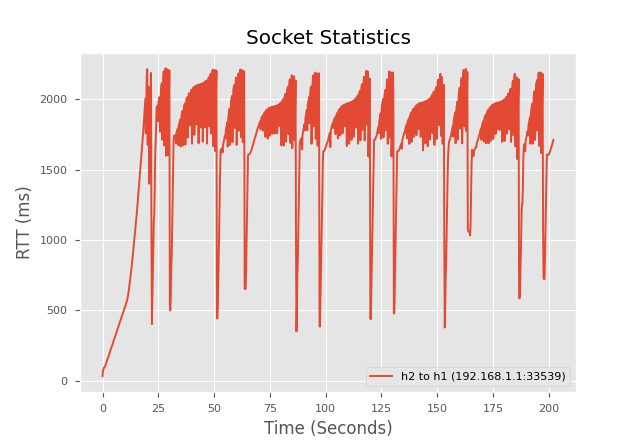 Socket Statistics
RTT (ms)
2000
1500
1000
500
0
0 25 50 75 100 125 150 175 200
Time (Seconds)
h2 to h1 (192.168.1.1:33539)